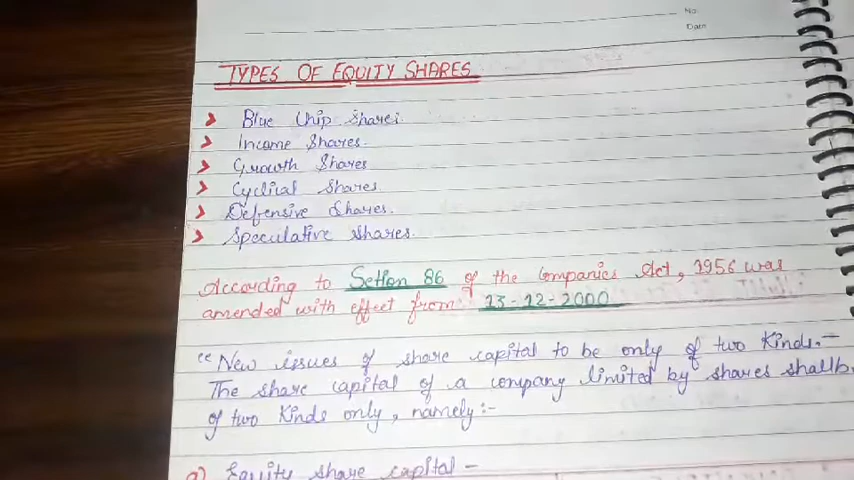 No.
Date
TYPES OF EQUITY SHARES
Blue Chip Shares
Income Shares.
Growth Shares
Cyclical Shares
Defensive Shares.
Speculative Shares.
According to Setion 86 of the Companies Act, 1956 was
amended with effect from 13-12-2000
"New issues of share capital to be only of two Kinds.-
The share capital of a company limited by shares shall b
of two Kinds only, namely:-
a) Equity share capital -